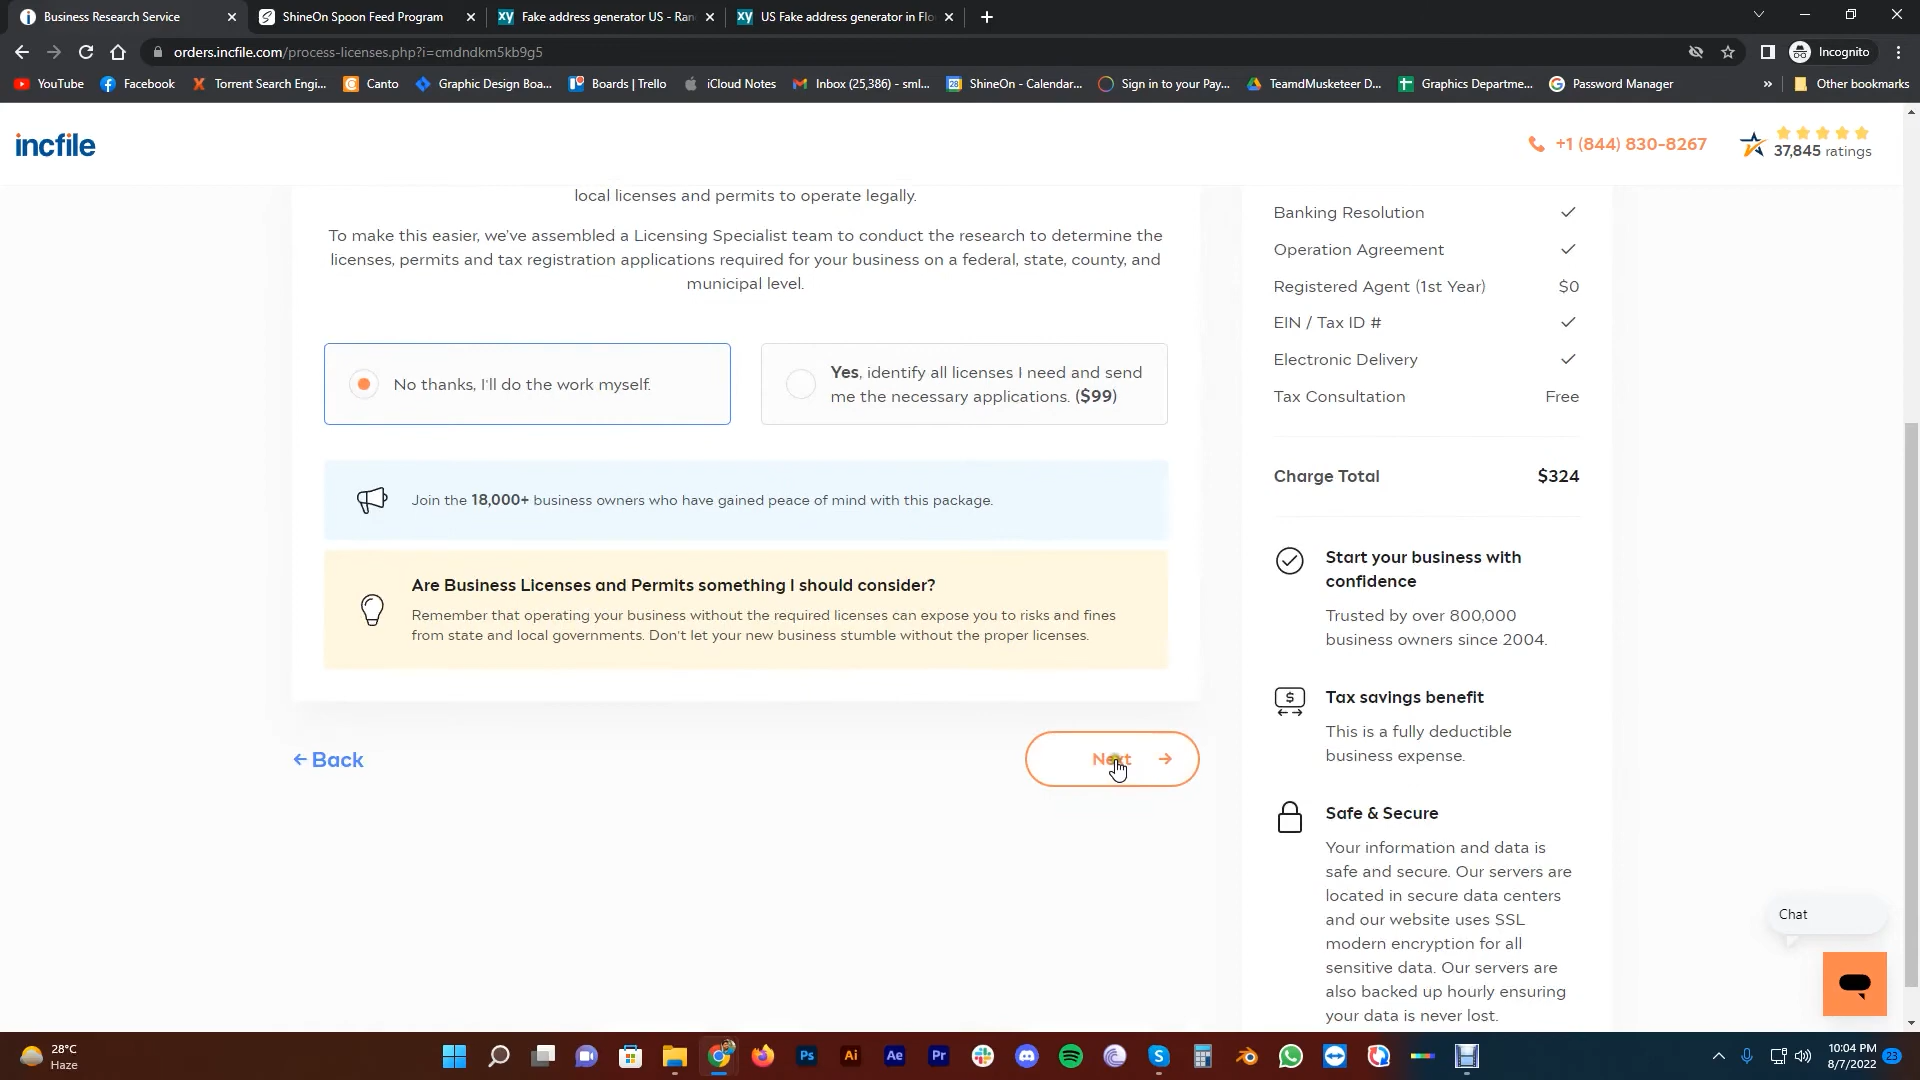 Business Research Service
ShineOn Spoon Feed Program
Fake address generator US - Ran
US Fake address generator in Flo
orders.incfile.com/process-licenses.php?i=cmdndkm5kb9g5
Incognito
YouTube
Facebook
Torrent Search Engi...
Canto
Graphic Design Boa...
Boards | Trello
iCloud Notes
Inbox (25,386) - sml...
ShineOn - Calendar...
Sign in to your Pay...
TeamdMusketeer D...
Graphics Departme...
Password Manager
»
Other bookmarks
incfile
+1 (844) 830-8267
37,845 ratings
local licenses and permits to operate legally.
To make this easier, we've assembled a Licensing Specialist team to conduct the research to determine the
licenses, permits and tax registration applications required for your business on a federal, state, county, and
municipal level.
No thanks, I'll do the work myself.
Yes, identify all licenses I need and send
me the necessary applications. ($99)
Join the 18,000+ business owners who have gained peace of mind with this package.
Are Business Licenses and Permits something I should consider?
Remember that operating your business without the required licenses can expose you to risks and fines
from state and local governments. Don't let your new business stumble without the proper licenses.
Back
Next
Banking Resolution
Operation Agreement
Registered Agent (1st Year) $0
EIN / Tax ID #
Electronic Delivery
Tax Consultation Free
Charge Total $324
Start your business with
confidence
Trusted by over 800,000
business owners since 2004.
Tax savings benefit
This is a fully deductible
business expense.
Safe & Secure
Your information and data is
safe and secure. Our servers are
located in secure data centers
and our website uses SSL
modern encryption for all
sensitive data. Our servers are
also backed up hourly ensuring
your data is never lost.
Chat
28°C
Haze
Ps
Ai
Ae
Pr
10:04 PM
8/7/2022
23